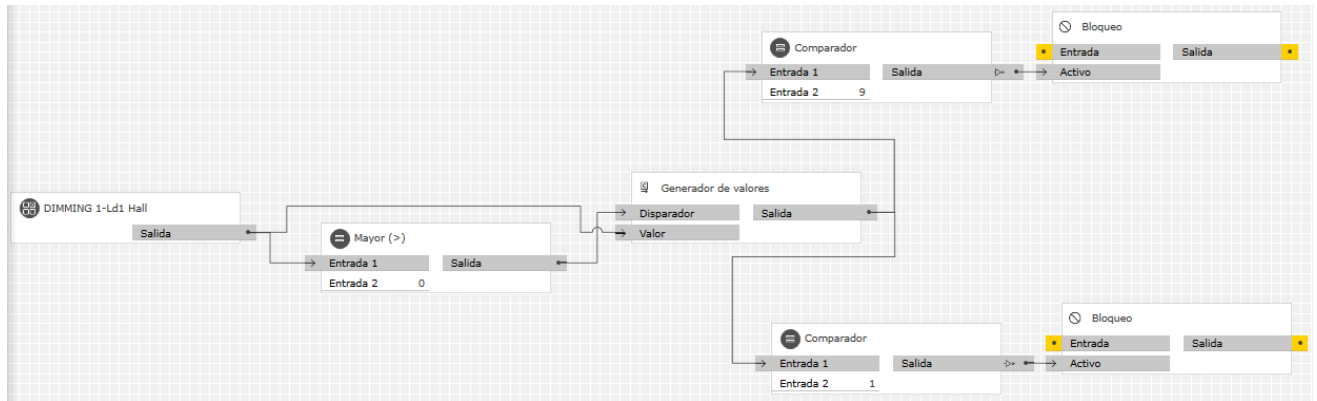 Bloqueo
Entrada Salida
Activo
Comparador
Entrada 1 Salida
Entrada 2 9
Generador de valores
Disparador Salida
Valor
DIMMING 1-Ld1 Hall
Salida
Mayor (>)
Entrada 1 Salida
Entrada 2 0
Bloqueo
Entrada Salida
Activo
Comparador
Entrada 1 Salida
Entrada 2 1